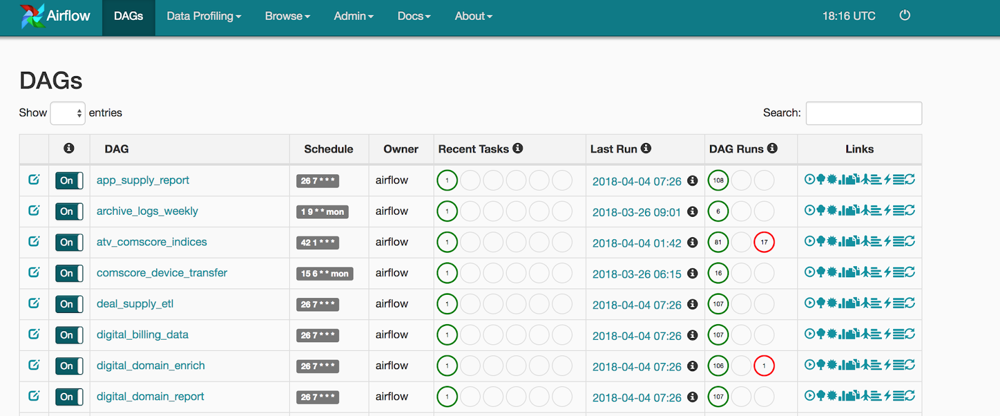 Airflow DAGs Data Profiling Browse Admin Docs About 18:16 UTC
DAGs
Show entries Search:
DAG Schedule Owner Recent Tasks Last Run DAG Runs Links
On app_supply_report 26 7 * * * airflow 1 2018-04-04 07:26 108
On archive_logs_weekly 1 9 * * mon airflow 1 2018-03-26 09:01 6
On atv_comscore_indices 42 1 * * * airflow 1 2018-04-04 01:42 81 17
On comscore_device_transfer 15 6 * * mon airflow 1 2018-03-26 06:15 16
On deal_supply_etl 26 7 * * * airflow 1 2018-04-04 07:26 107
On digital_billing_data 26 7 * * * airflow 1 2018-04-04 07:26 107
On digital_domain_enrich 26 7 * * * airflow 1 2018-04-04 07:26 106 1
On digital_domain_report 26 7 * * * airflow 1 2018-04-04 07:26 107